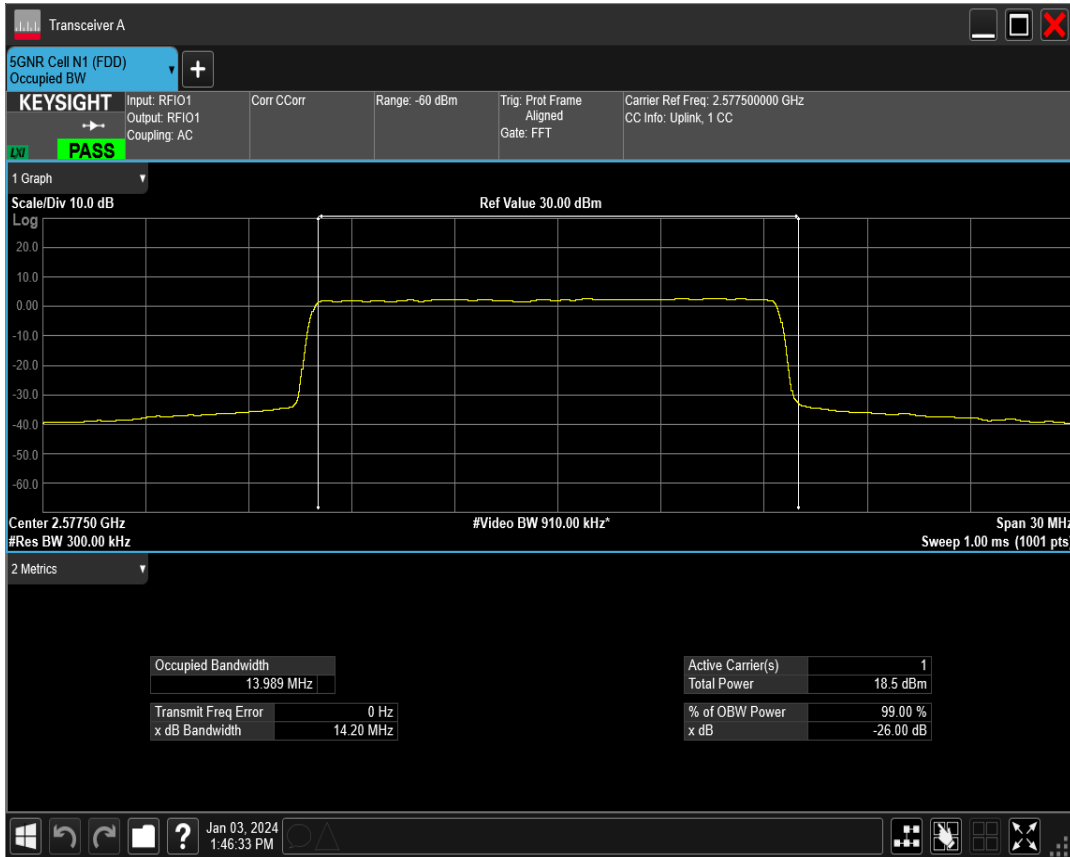 Transceiver A
5GNR Cell N1 (FDD)
Occupied BW
+
KEYSIGHT
LXI
PASS
Input: RFIO1
Output: RFIO1
Coupling: AC
Corr CCorr
Range: -60 dBm
Trig: Prot Frame
Aligned
Gate: FFT
Carrier Ref Freq: 2.577500000 GHz
CC Info: Uplink, 1 CC
1 Graph
Scale/Div 10.0 dB
Ref Value 30.00 dBm
Log
20.0
10.0
0.00
-10.0
-20.0
-30.0
-40.0
-50.0
-60.0
Center 2.57750 GHz
#Video BW 910.00 kHz*
Span 30 MHz
#Res BW 300.00 kHz
Sweep 1.00 ms (1001 pts)
2 Metrics
Occupied Bandwidth
13.989 MHz
Transmit Freq Error 0 Hz
x dB Bandwidth 14.20 MHz
Active Carrier(s) 1
Total Power 18.5 dBm
% of OBW Power 99.00 %
x dB -26.00 dB
?
Jan 03, 2024
1:46:33 PM